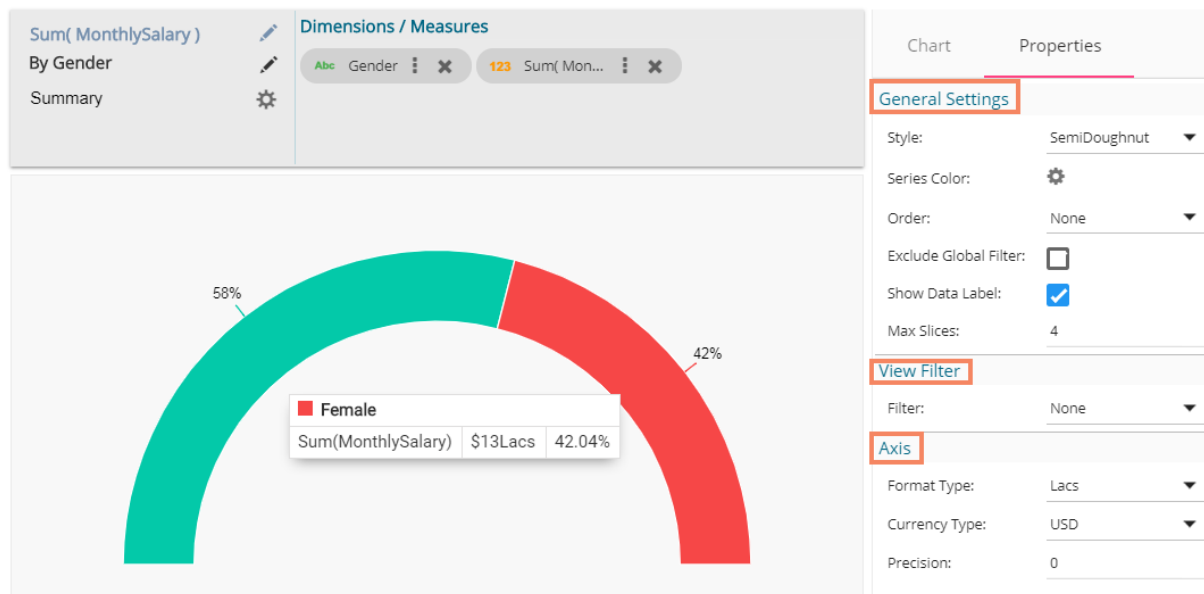 Sum( MonthlySalary )
By Gender
Summary
Dimensions / Measures
Abc Gender
123 Sum( Mon...
Chart Properties
General Settings
Style: SemiDoughnut
Series Color:
Order: None
Exclude Global Filter:
Show Data Label:
Max Slices: 4
View Filter
Filter: None
Axis
Format Type: Lacs
Currency Type: USD
Precision: 0
58%
42%
Female
Sum(MonthlySalary) $13Lacs 42.04%